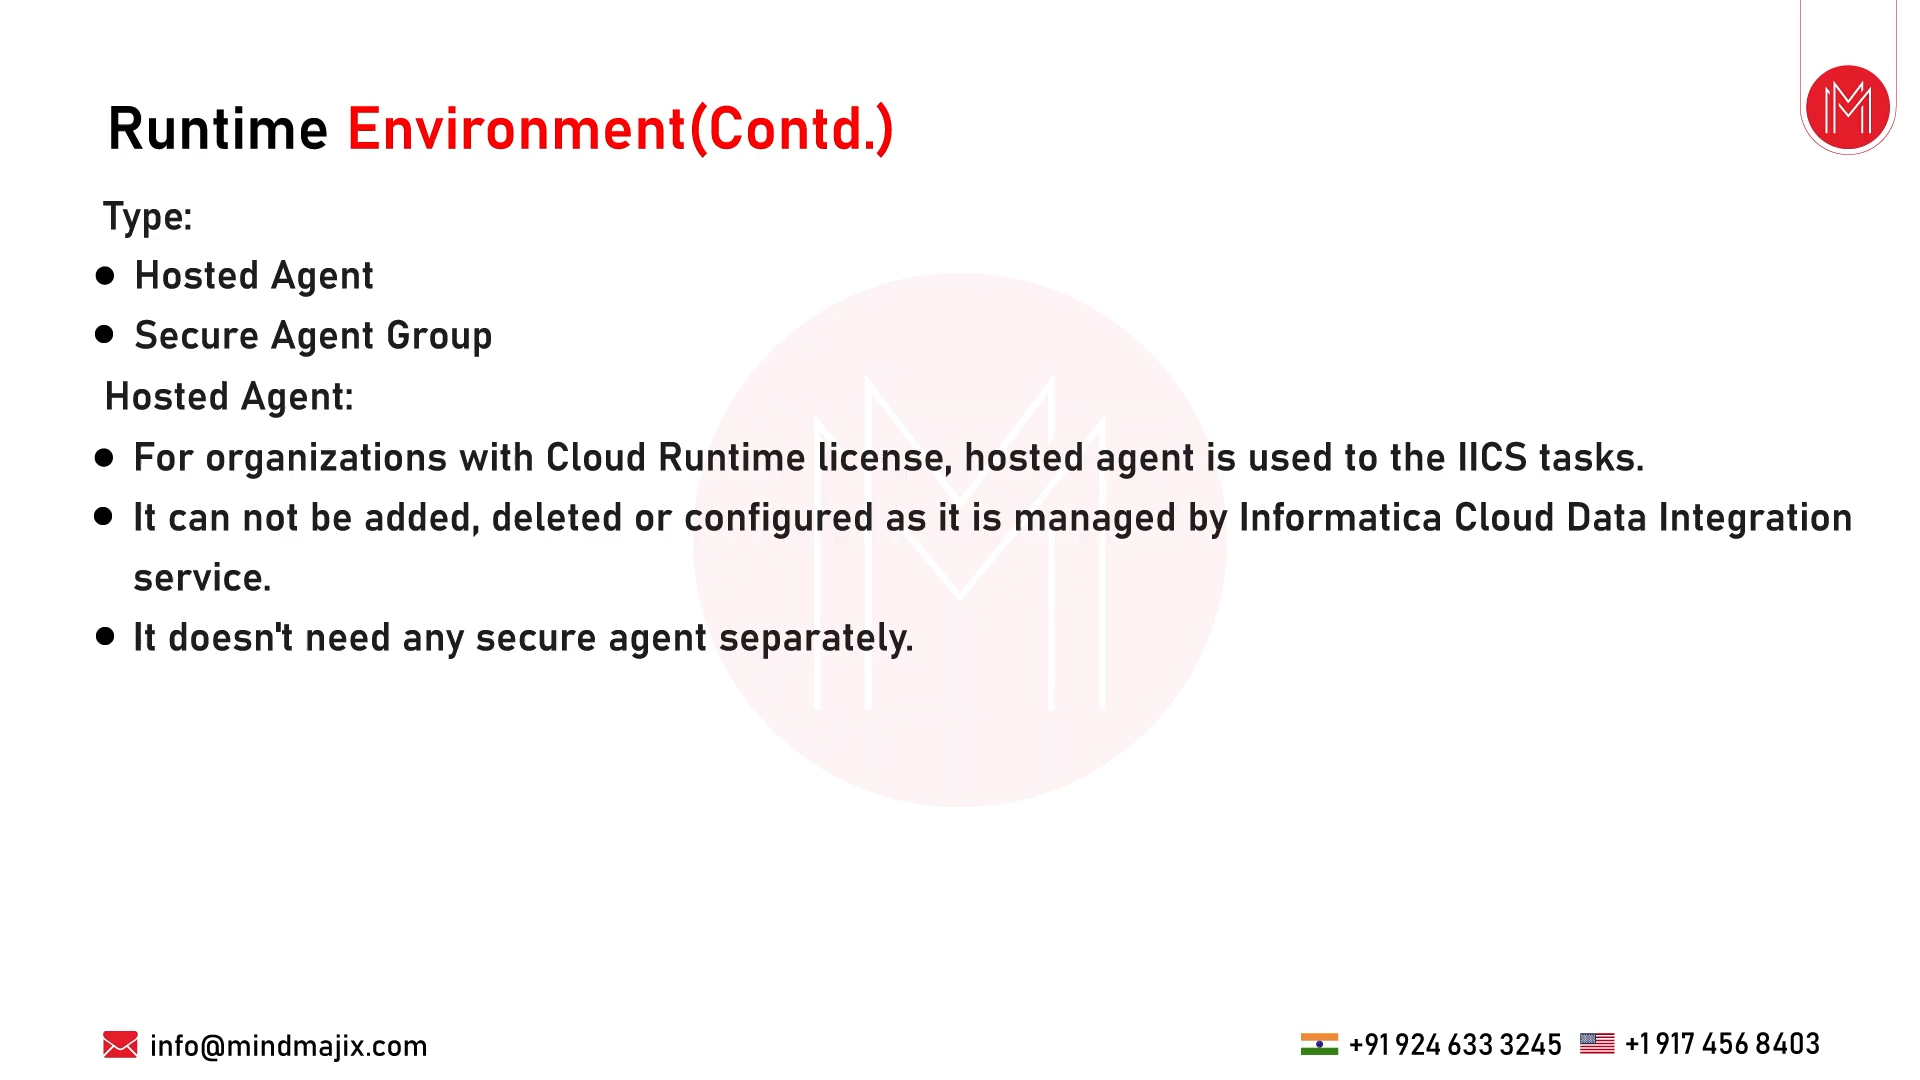 Runtime Environment(Contd.)
Type:
● Hosted Agent
● Secure Agent Group
Hosted Agent:
● For organizations with Cloud Runtime license, hosted agent is used to the IICS tasks.
● It can not be added, deleted or configured as it is managed by Informatica Cloud Data Integration
service.
● It doesn't need any secure agent separately.
info@mindmajix.com
+91 924 633 3245 +1 917 456 8403